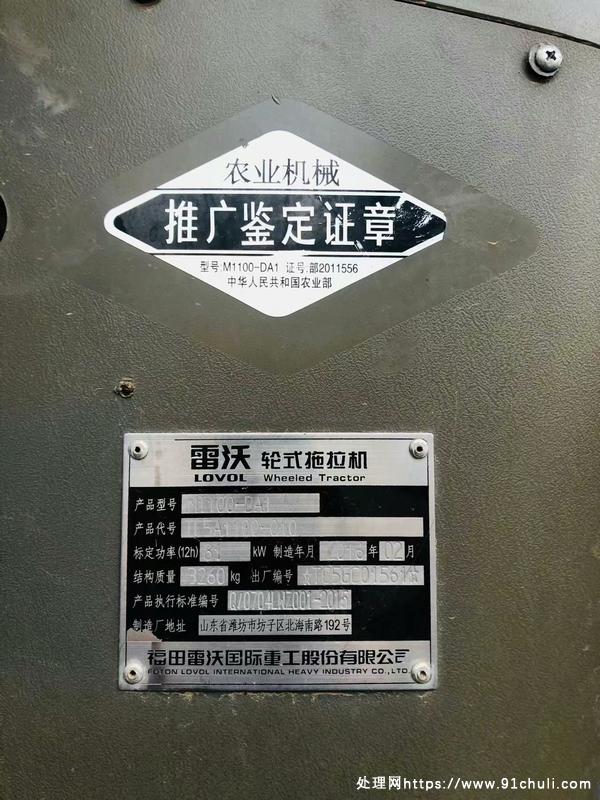 农业机械
推广鉴定证章
型号:M1100-DA1 证号:部2011556
中华人民共和国农业部
雷沃 轮式拖拉机
LOVOL Wheeled Tractor
产品型号 M1100-DA1
产品代号
标定功率(12h) kW 制造年月 2016 年 02 月
结构质量 3260 kg 出厂编号
产品执行标准编号
制造厂地址 山东省潍坊市坊子区北海南路192号
福田雷沃国际重工股份有限公司
FOTON LOVOL INTERNATIONAL HEAVY INDUSTRY CO.,LTD.
处理网https://www.91chuli.com